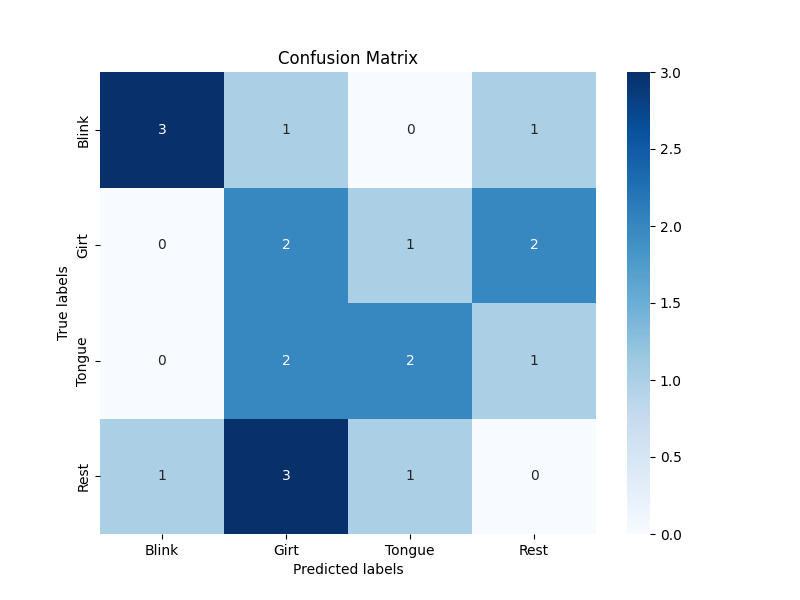 Confusion Matrix
True labels
Blink 3 1 0 1
Girt 0 2 1 2
Tongue 0 2 2 1
Rest 1 3 1 0
Blink Girt Tongue Rest
Predicted labels
3.0
2.5
2.0
1.5
1.0
0.5
0.0